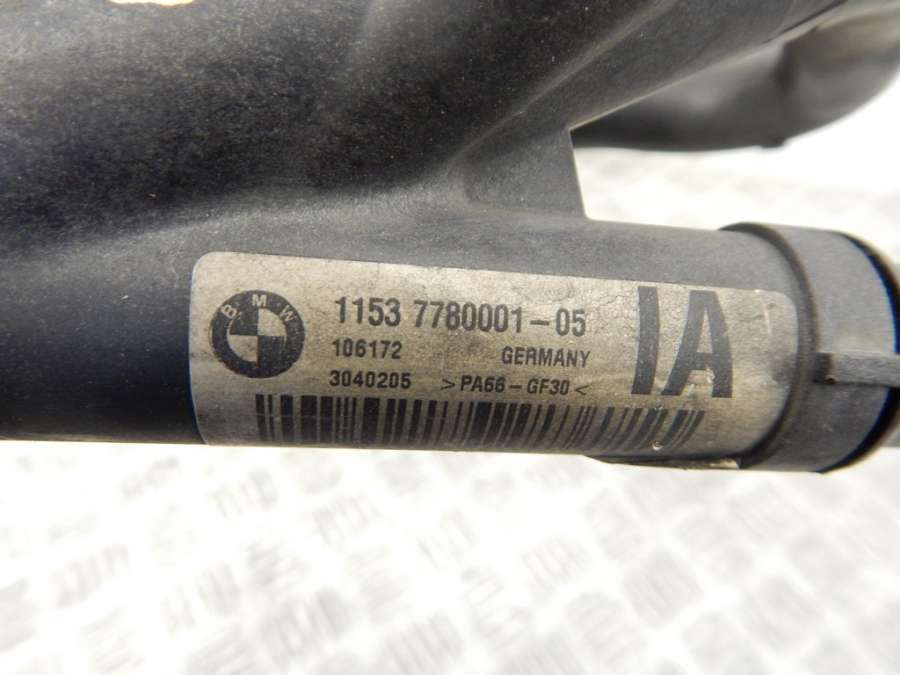 BMW
1153 7780001-05
IA
106172 GERMANY
3040205 >PA66-GF30<